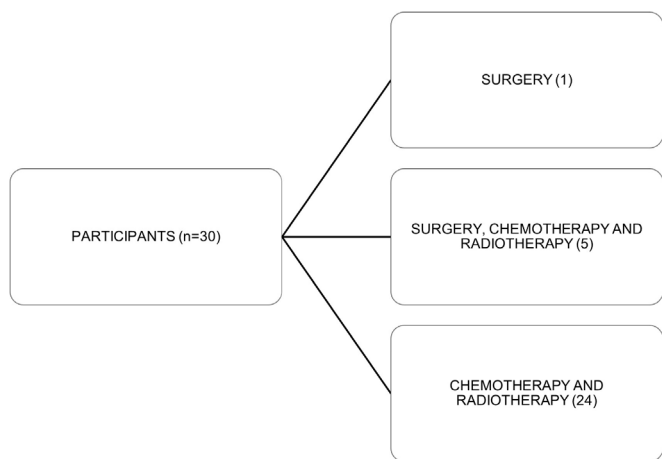 SURGERY (1)
PARTICIPANTS (n=30)
SURGERY, CHEMOTHERAPY AND
RADIOTHERAPY (5)
CHEMOTHERAPY AND
RADIOTHERAPY (24)